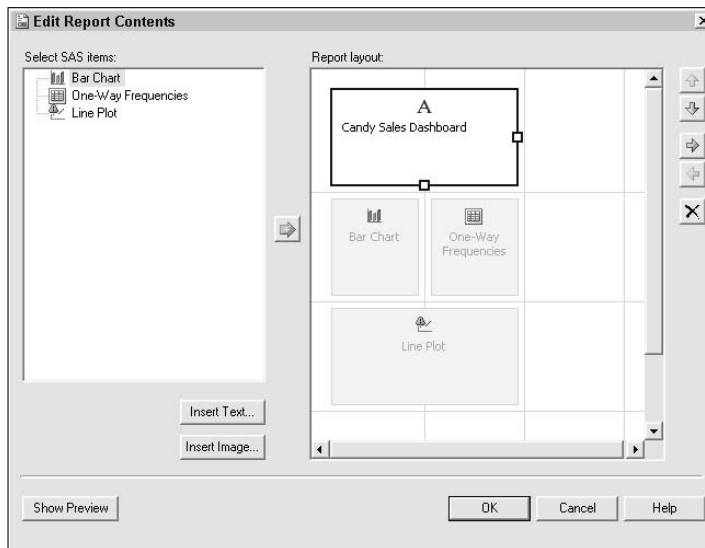 Edit Report Contents
Select SAS items:
Bar Chart
One-Way Frequencies
Line Plot
Insert Text...
Insert Image...
Report layout:
A
Candy Sales Dashboard
Bar Chart
One-Way
Frequencies
Line Plot
Show Preview
OK
Cancel
Help